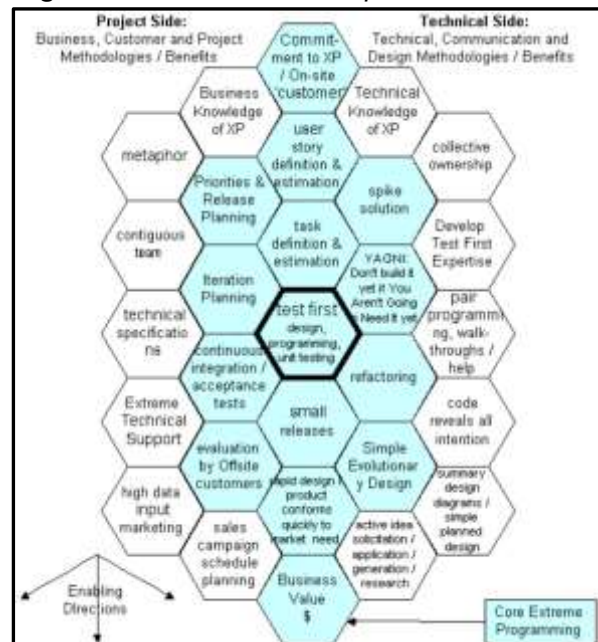 Project Side:
Business, Customer and Project
Methodologies / Benefits
Technical Side:
Technical, Communication and
Design Methodologies / Benefits
Commit-
ment to XP
/ On-site
'customer'
Business
Knowledge
of XP
Technical
Knowledge
of XP
metaphor
user
story
definition &
estimation
collective
ownership
Priorities &
Release
Planning
spike
solution
contiguous
team
task
definition &
estimation
Develop
Test First
Expertise
Iteration
Planning
YAGNI:
Don't build it
yet if You
Aren't Going
Need It yet
technical
specificatio
ns
test first
design,
programming,
unit testing
pair
programmi
ng, walk-
throughs /
help
continuous
integration /
acceptance
tests
refactoring
Extreme
Technical
Support
small
releases
code
reveals all
intention
evaluation
by Offsite
customers
Simple
Evolutionar
y Design
high data
input
marketing
rapid design /
product
conforms
quickly to
market need
summary
design
diagrams /
simple
planned
design
sales
campaign
schedule
planning
active idea
solicitation /
application /
generation /
research
Enabling
Directions
Business
Value
$
Core Extreme
Programming